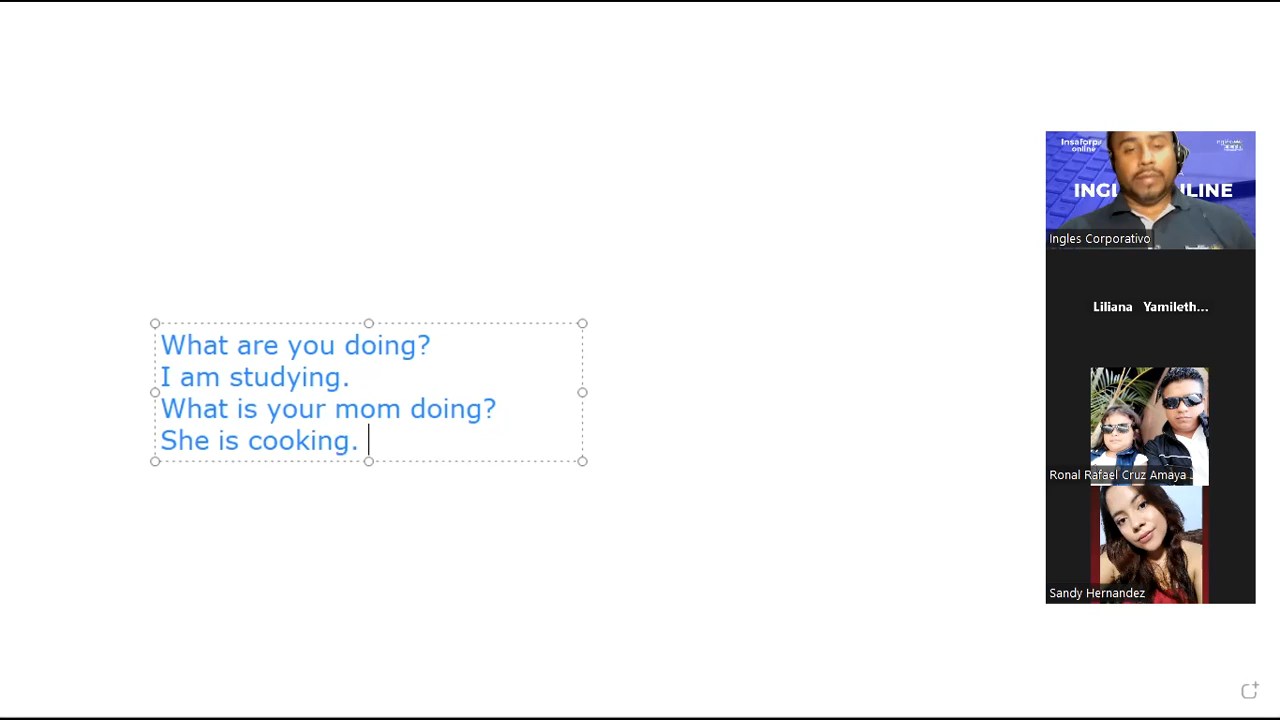 What are you doing?
I am studying.
What is your mom doing?
She is cooking.
Insaforp
online
INGL
LINE
Ingles Corporativo
Liliana Yamileth...
Ronal Rafael Cruz Amaya
Sandy Hernandez